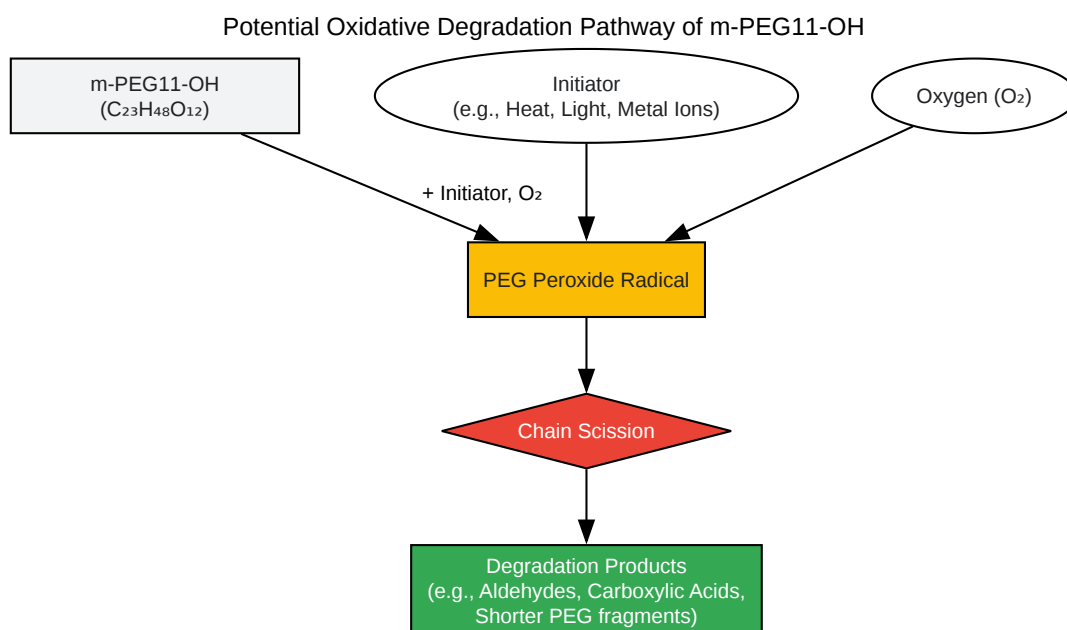 Potential Oxidative Degradation Pathway of m-PEG11-OH
m-PEG11-OH
(C₂₃H₄₈O₁₂)
Initiator
(e.g., Heat, Light, Metal Ions)
Oxygen (O₂)
+ Initiator, O₂
PEG Peroxide Radical
Chain Scission
Degradation Products
(e.g., Aldehydes, Carboxylic Acids,
Shorter PEG fragments)